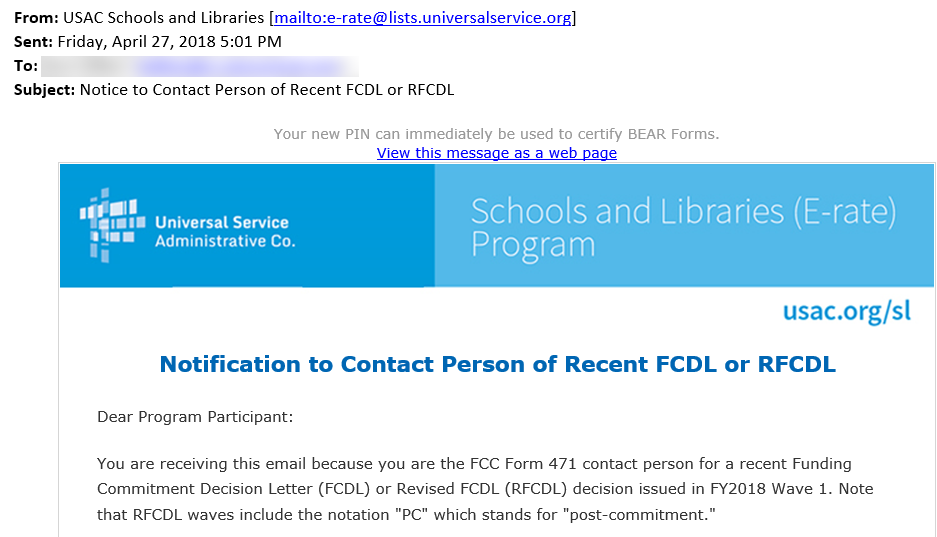 From: USAC Schools and Libraries [mailto:e-rate@lists.universalservice.org]
Sent: Friday, April 27, 2018 5:01 PM
To:
Subject: Notice to Contact Person of Recent FCDL or RFCDL
Your new PIN can immediately be used to certify BEAR Forms.
View this message as a web page
Universal Service
Administrative Co.
Schools and Libraries (E-rate)
Program
usac.org/sl
Notification to Contact Person of Recent FCDL or RFCDL
Dear Program Participant:
You are receiving this email because you are the FCC Form 471 contact person for a recent Funding
Commitment Decision Letter (FCDL) or Revised FCDL (RFCDL) decision issued in FY2018 Wave 1. Note
that RFCDL waves include the notation "PC" which stands for "post-commitment."